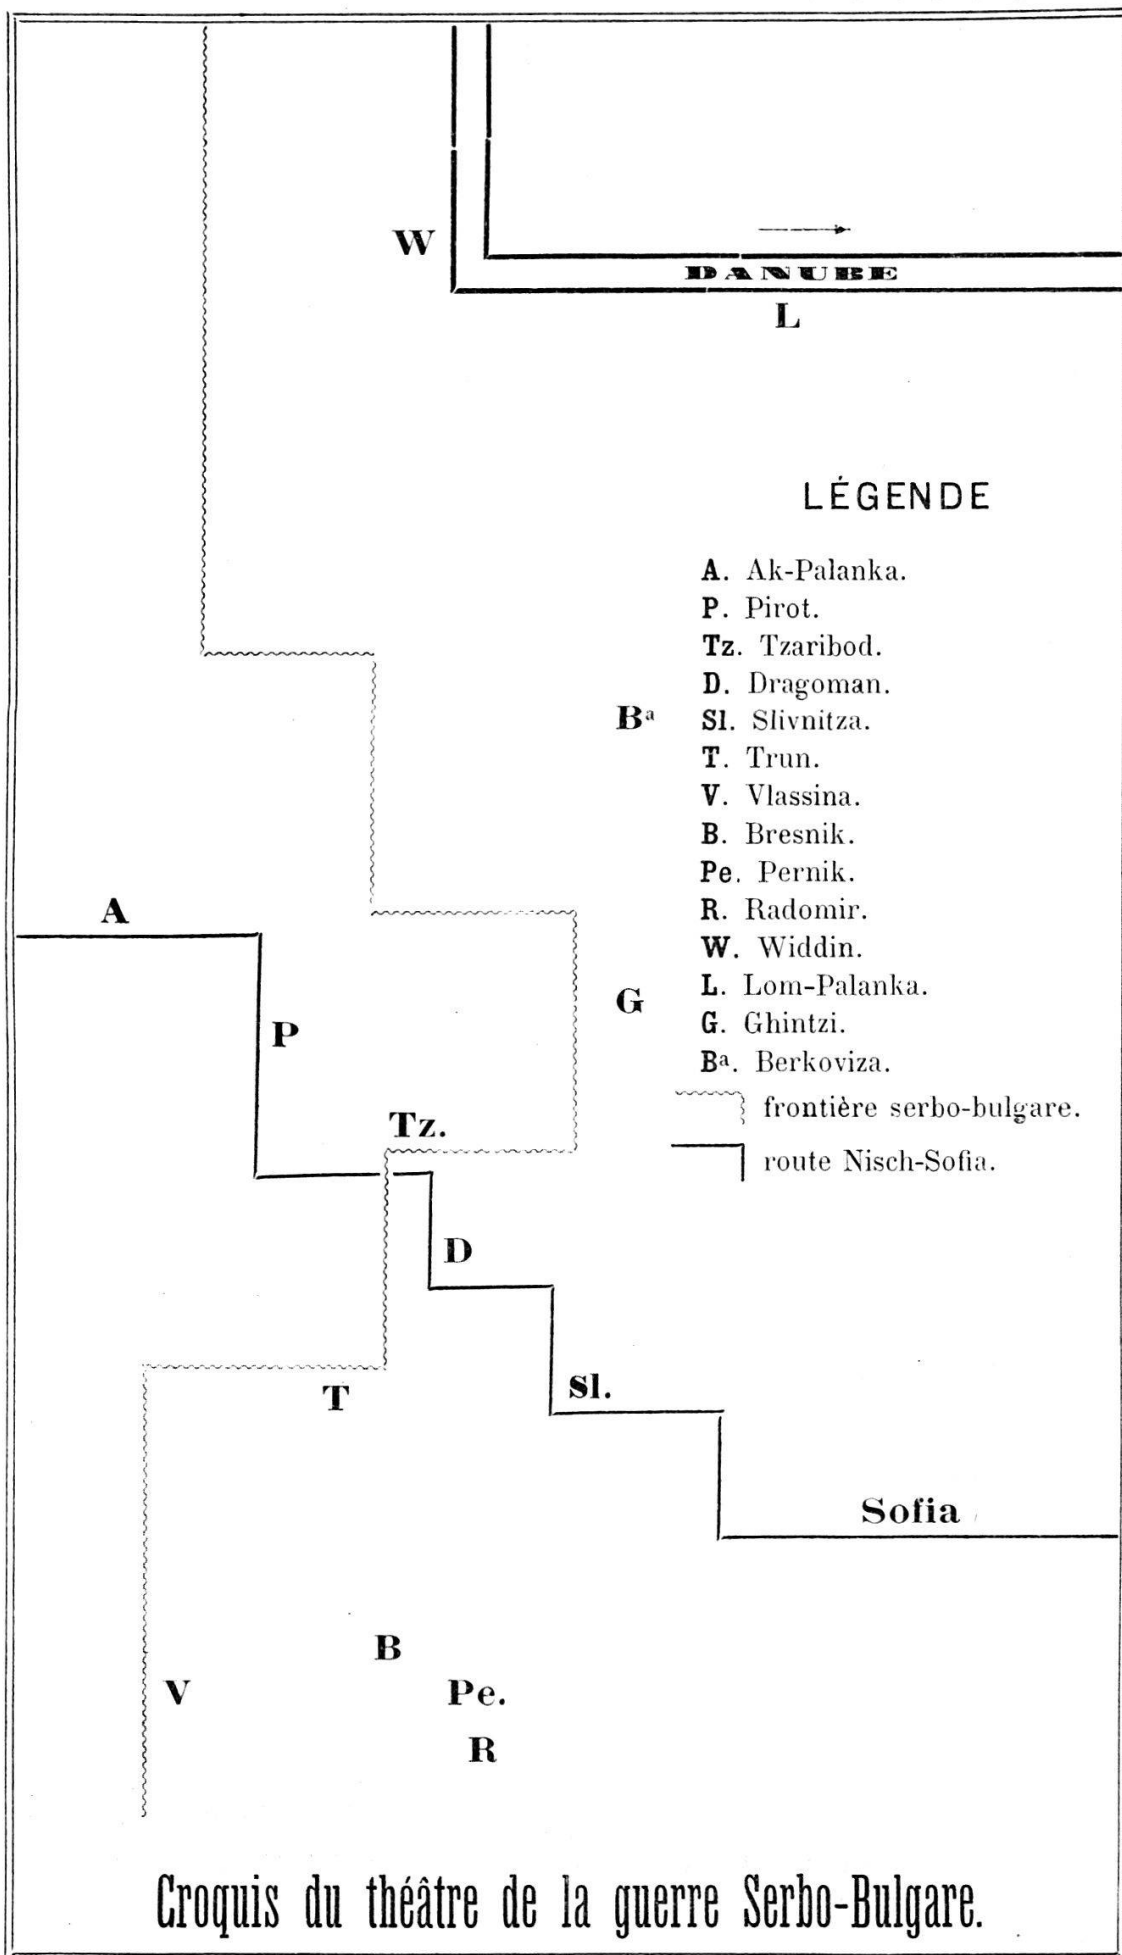 W
DANUBE
L
LÉGENDE
A. Ak-Palanka.
P. Pirot.
Tz. Tzaribod.
D. Dragoman.
Sl. Slivnitza.
T. Trun.
V. Vlassina.
B. Bresnik.
Pe. Pernik.
R. Radomir.
W. Widdin.
L. Lom-Palanka.
G. Ghintzi.
Bª. Berkoviza.
frontière serbo-bulgare.
route Nisch-Sofia.
Bª
A
G
P
Tz.
D
T
Sl.
Sofia
B
V
Pe.
R
Croquis du théâtre de la guerre Serbo-Bulgare.